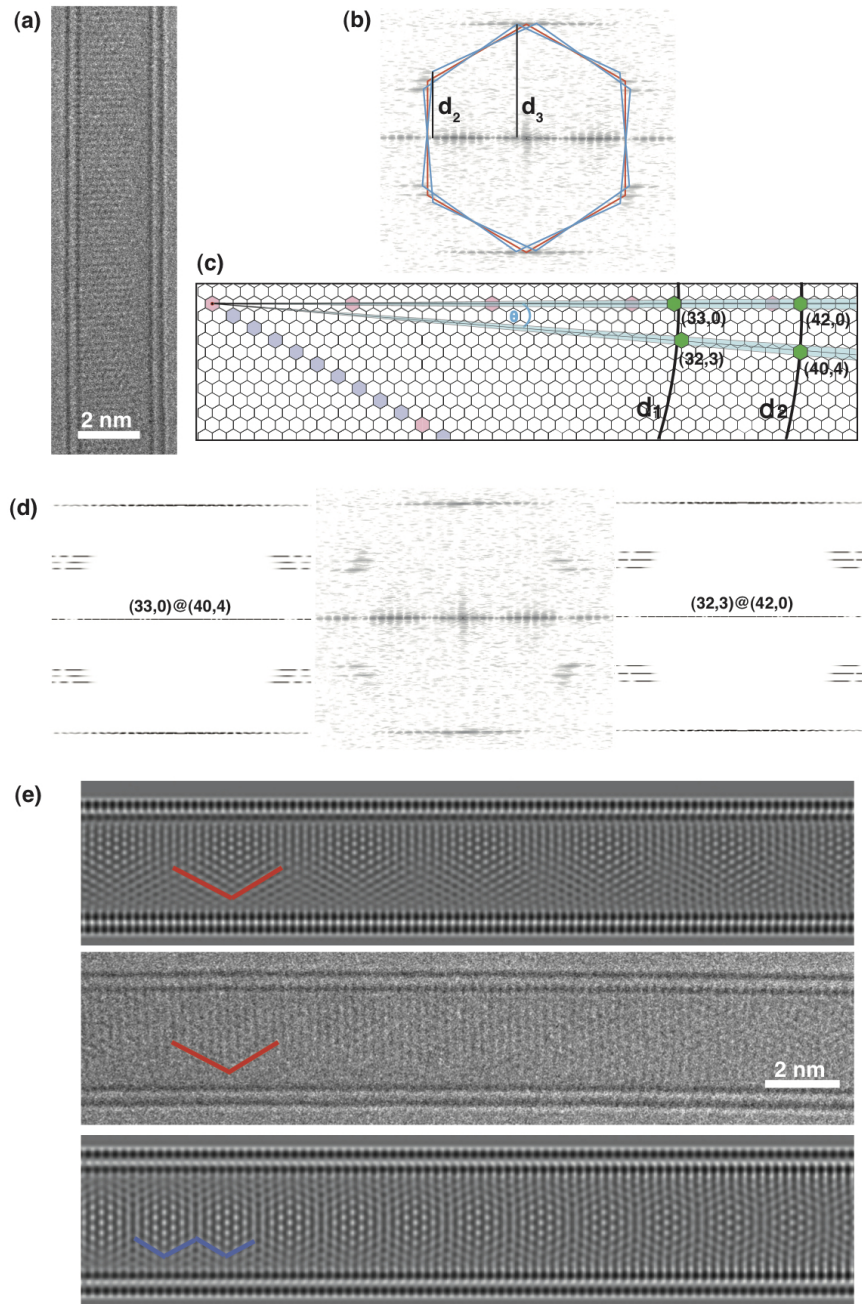 (a)
2 nm
(b)
d2
d3
(c)
θ
(33,0)
(42,0)
(32,3)
(40,4)
d1
d2
(d)
(33,0)@(40,4)
(32,3)@(42,0)
(e)
2 nm